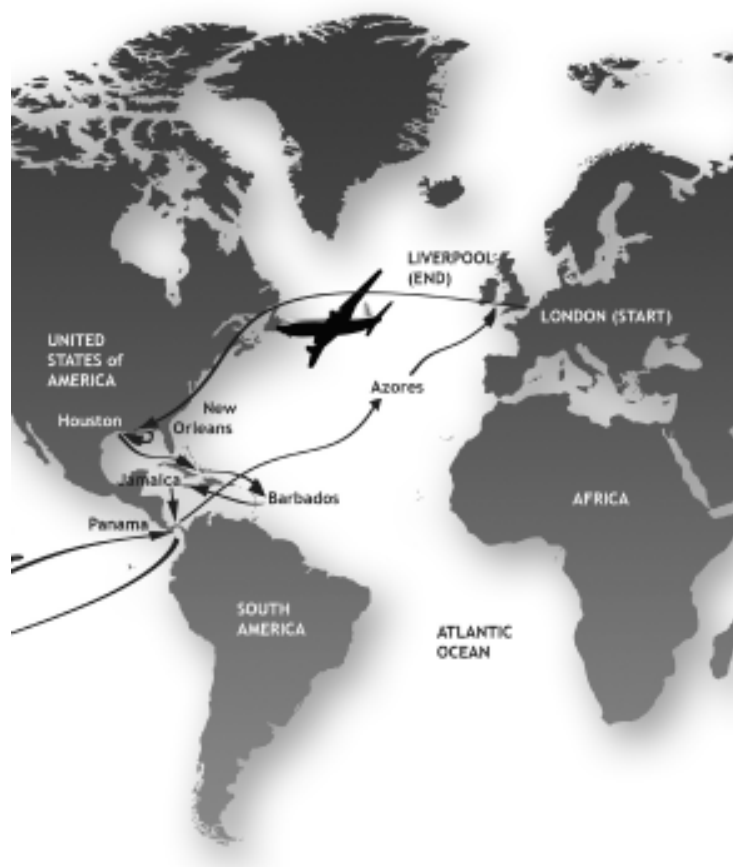 LIVERPOOL
(END)
LONDON (START)
UNITED
STATES of
AMERICA
Azores
New
Orleans
Houston
Jamaica
Barbados
AFRICA
Panama
SOUTH
AMERICA
ATLANTIC
OCEAN